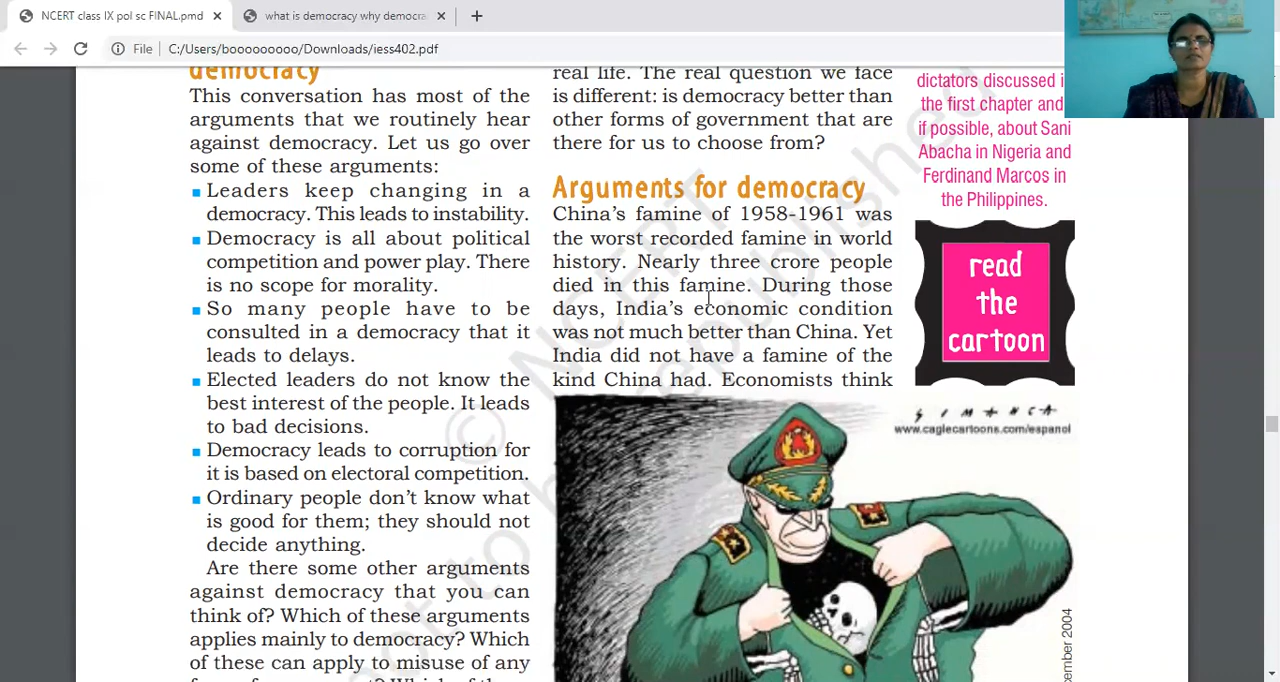 NCERT class IX pol sc FINAL.pmd
what is democracy why democra
File
C:/Users/booooooooo/Downloads/iess402.pdf
democracy
This conversation has most of the
arguments that we routinely hear
against democracy. Let us go over
some of these arguments:
Leaders keep changing in a
democracy. This leads to instability.
Democracy is all about political
competition and power play. There
is no scope for morality.
So many people have to be
consulted in a democracy that it
leads to delays.
Elected leaders do not know the
best interest of the people. It leads
to bad decisions.
Democracy leads to corruption for
it is based on electoral competition.
Ordinary people don't know what
is good for them; they should not
decide anything.
Are there some other arguments
against democracy that you can
think of? Which of these arguments
applies mainly to democracy? Which
of these can apply to misuse of any
real life. The real question we face
is different: is democracy better than
other forms of government that are
there for us to choose from?
Arguments for democracy
China's famine of 1958-1961 was
the worst recorded famine in world
history. Nearly three crore people
died in this famine. During those
days, India's economic condition
was not much better than China. Yet
India did not have a famine of the
kind China had. Economists think
dictators discussed i
the first chapter and
if possible, about Sani
Abacha in Nigeria and
Ferdinand Marcos in
the Philippines.
read
the
cartoon
SIMANCA
www.caglecartoons.com/espanol
cember 2004
© NCERT
not to be republished